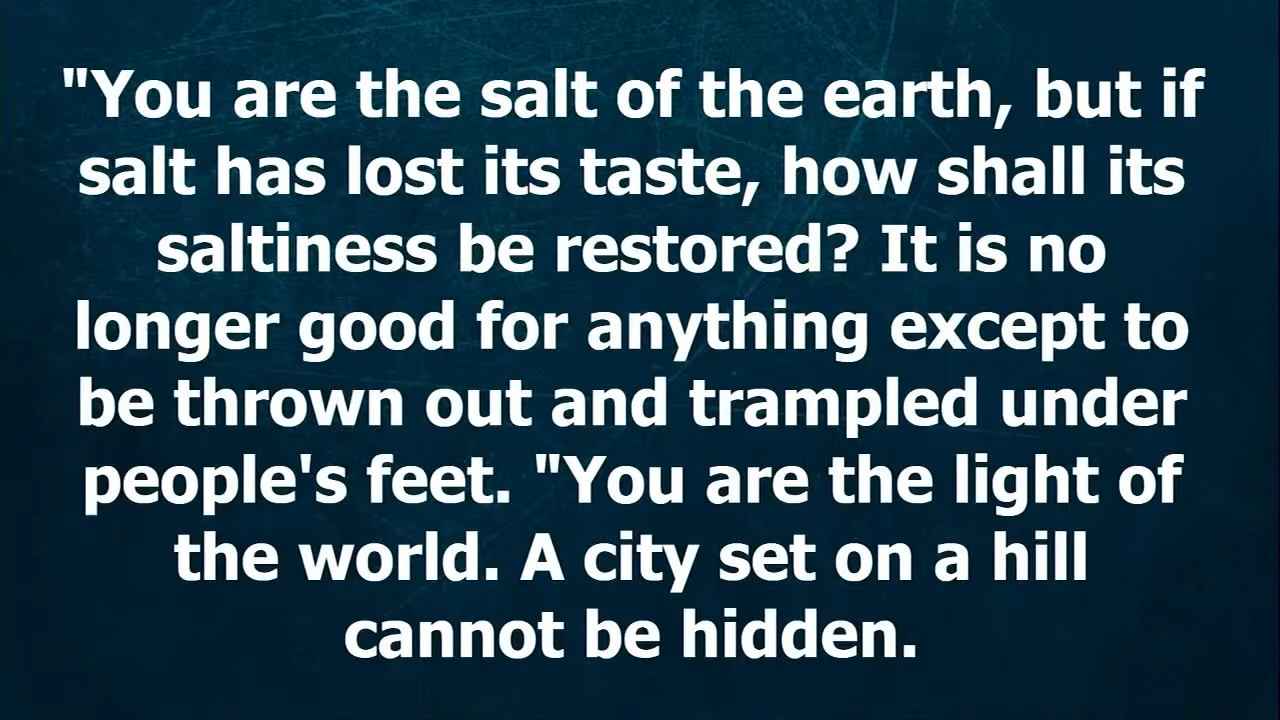 "You are the salt of the earth, but if
salt has lost its taste, how shall its
saltiness be restored? It is no
longer good for anything except to
be thrown out and trampled under
people's feet. "You are the light of
the world. A city set on a hill
cannot be hidden.